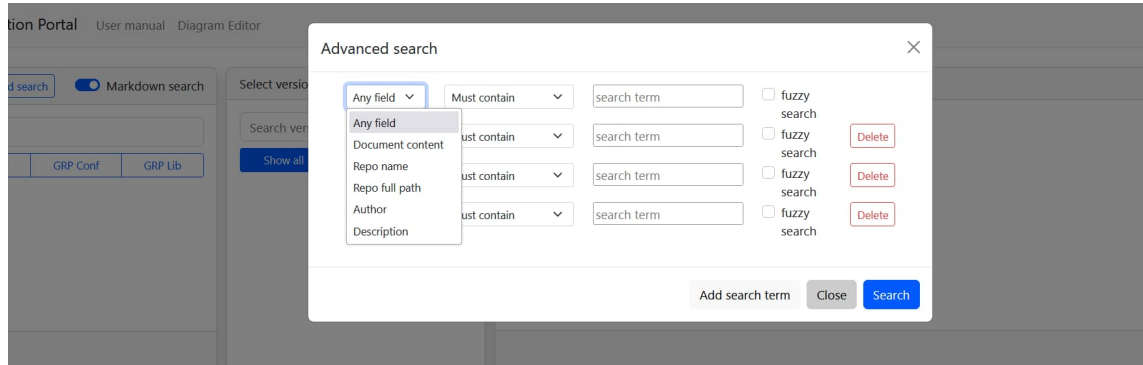 tion Portal User manual Diagram Editor
Advanced search
d search Markdown search Select versio
Any field Must contain search term fuzzy search
Any field
Document content
Repo name
Repo full path
Author
Description
ust contain search term fuzzy search Delete
ust contain search term fuzzy search Delete
ust contain search term fuzzy search Delete
Search ver
GRP Conf GRP Lib Show all
Add search term Close Search